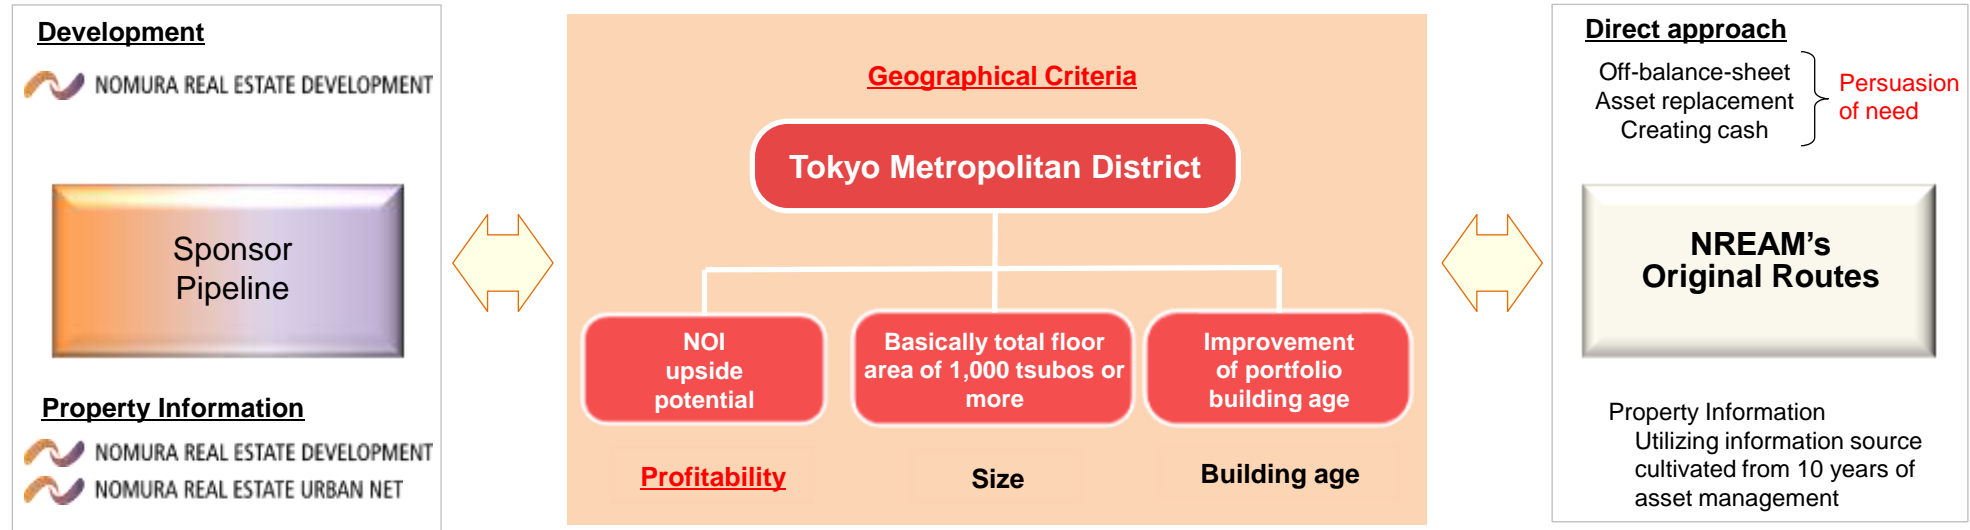 Development
NOMURA REAL ESTATE DEVELOPMENT
Sponsor
Pipeline
Property Information
NOMURA REAL ESTATE DEVELOPMENT
NOMURA REAL ESTATE URBAN NET
Geographical Criteria
Tokyo Metropolitan District
NOI
upside
potential
Basically total floor
area of 1,000 tsubos or
more
Improvement
of portfolio
building age
Profitability
Size
Building age
Direct approach
Off-balance-sheet
Asset replacement
Creating cash
Persuasion
of need
NREAM’s
Original Routes
Property Information
Utilizing information source
cultivated from 10 years of
asset management